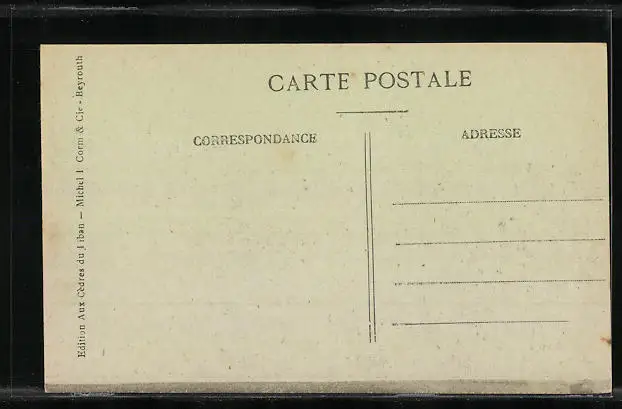 CARTE POSTALE
CORRESPONDANCE
ADRESSE
Edition Aux Cèdres du Liban — Michel I Corm & Cie - Beyrouth